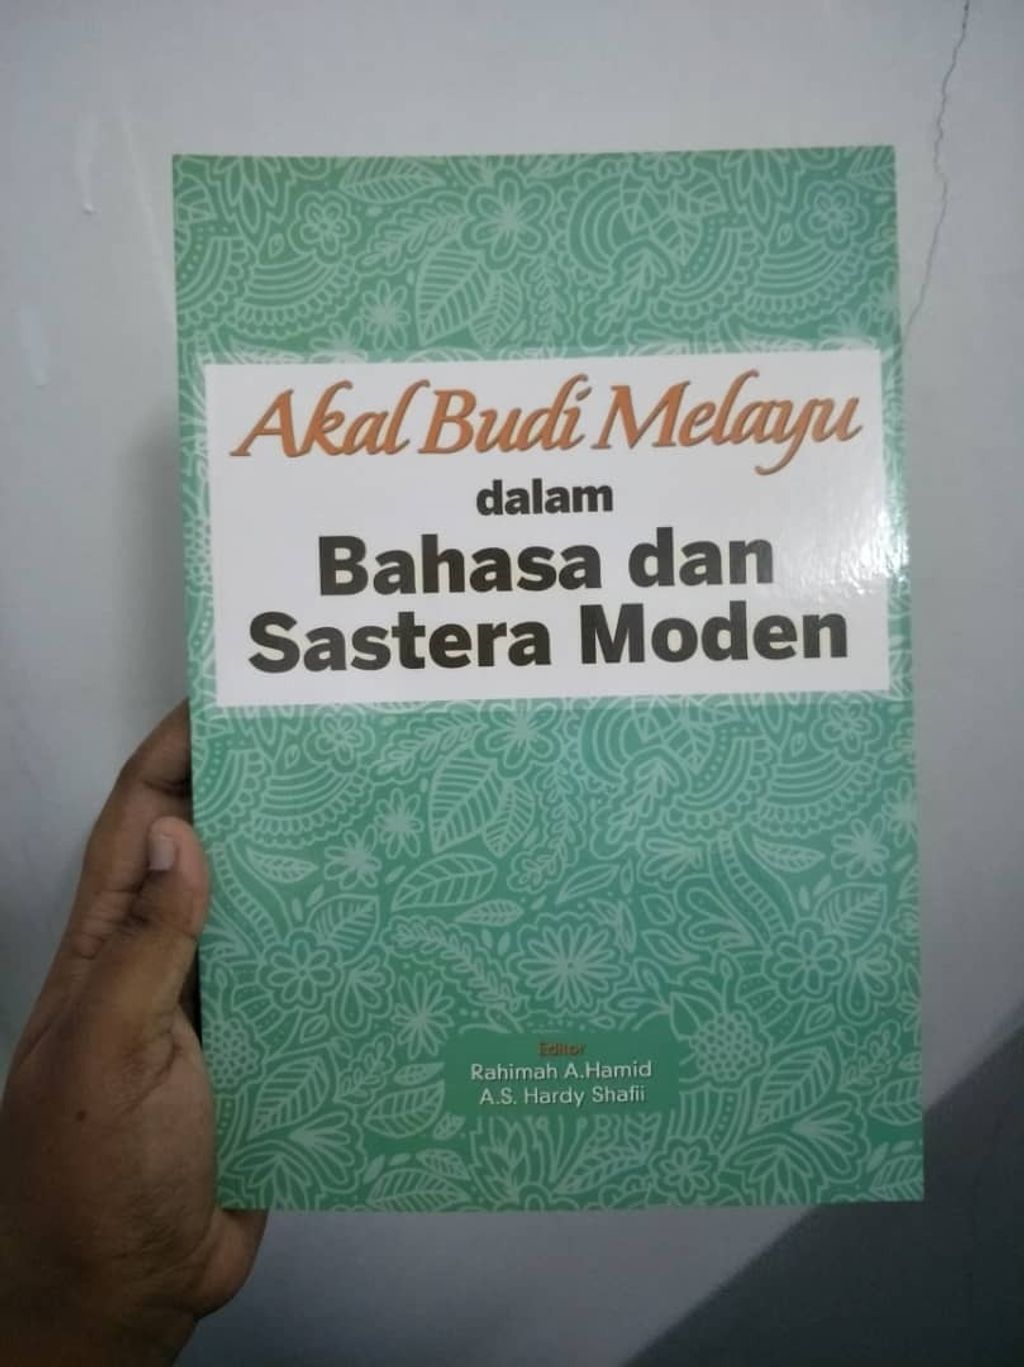 Akal Budi Melayu
dalam
Bahasa dan
Sastera Moden
Editor
Rahimah A.Hamid
A.S. Hardy Shafii